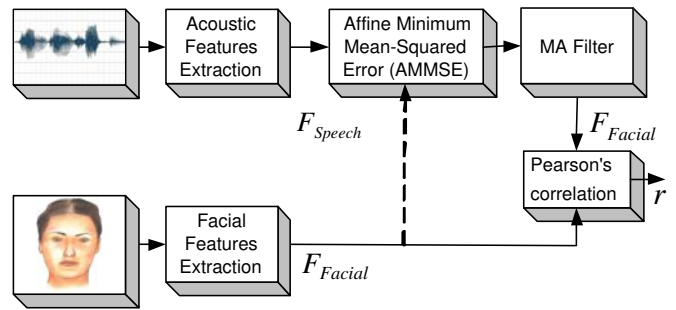 Acoustic
Features
Extraction
Affine Minimum
Mean-Squared
Error (AMMSE)
MA Filter
F_Speech
F_Facial
Pearson's
correlation
r
Facial
Features
Extraction
F_Facial